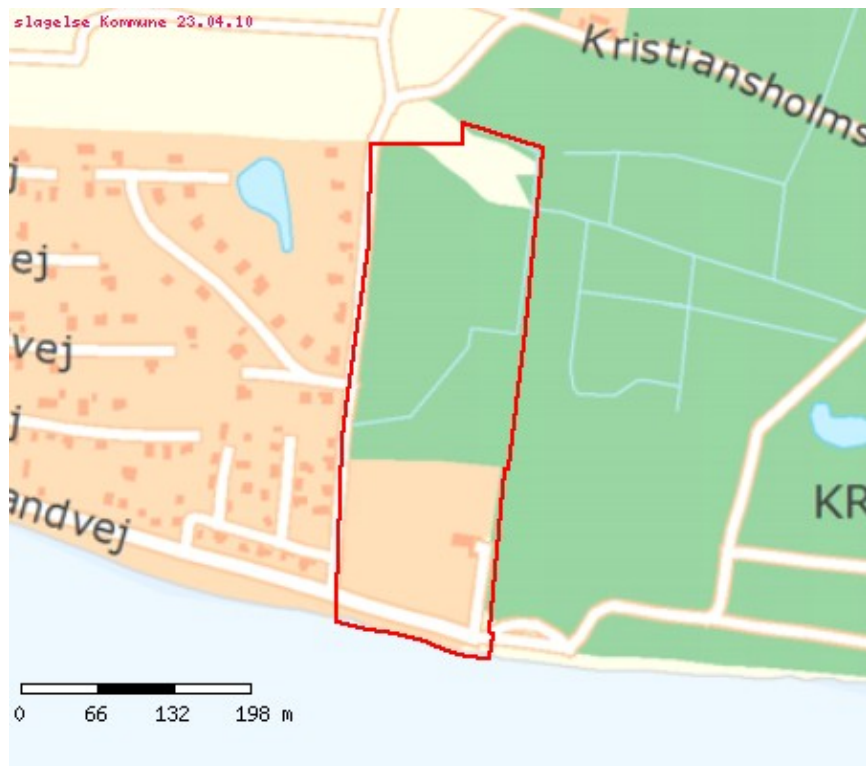 slagelse Kommune 23.04.10
Kristiansholms
j
ej
vej
j
andvej
KR
0 66 132 198 m